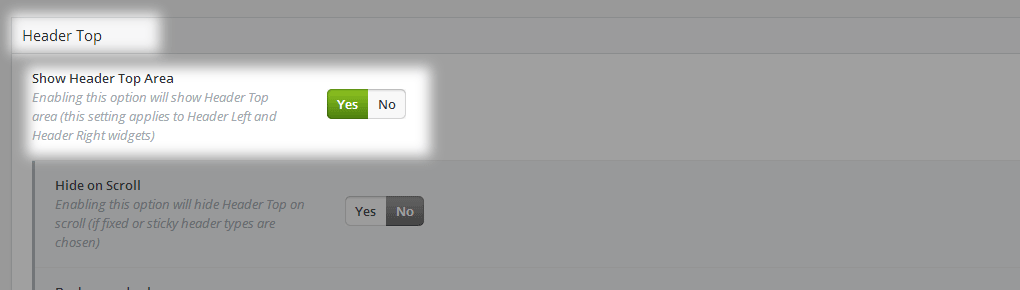 Header Top
Show Header Top Area
Enabling this option will show Header Top
area (this setting applies to Header Left and
Header Right widgets)
Yes No
Hide on Scroll
Enabling this option will hide Header Top on
scroll (if fixed or sticky header types are
chosen)
Yes No